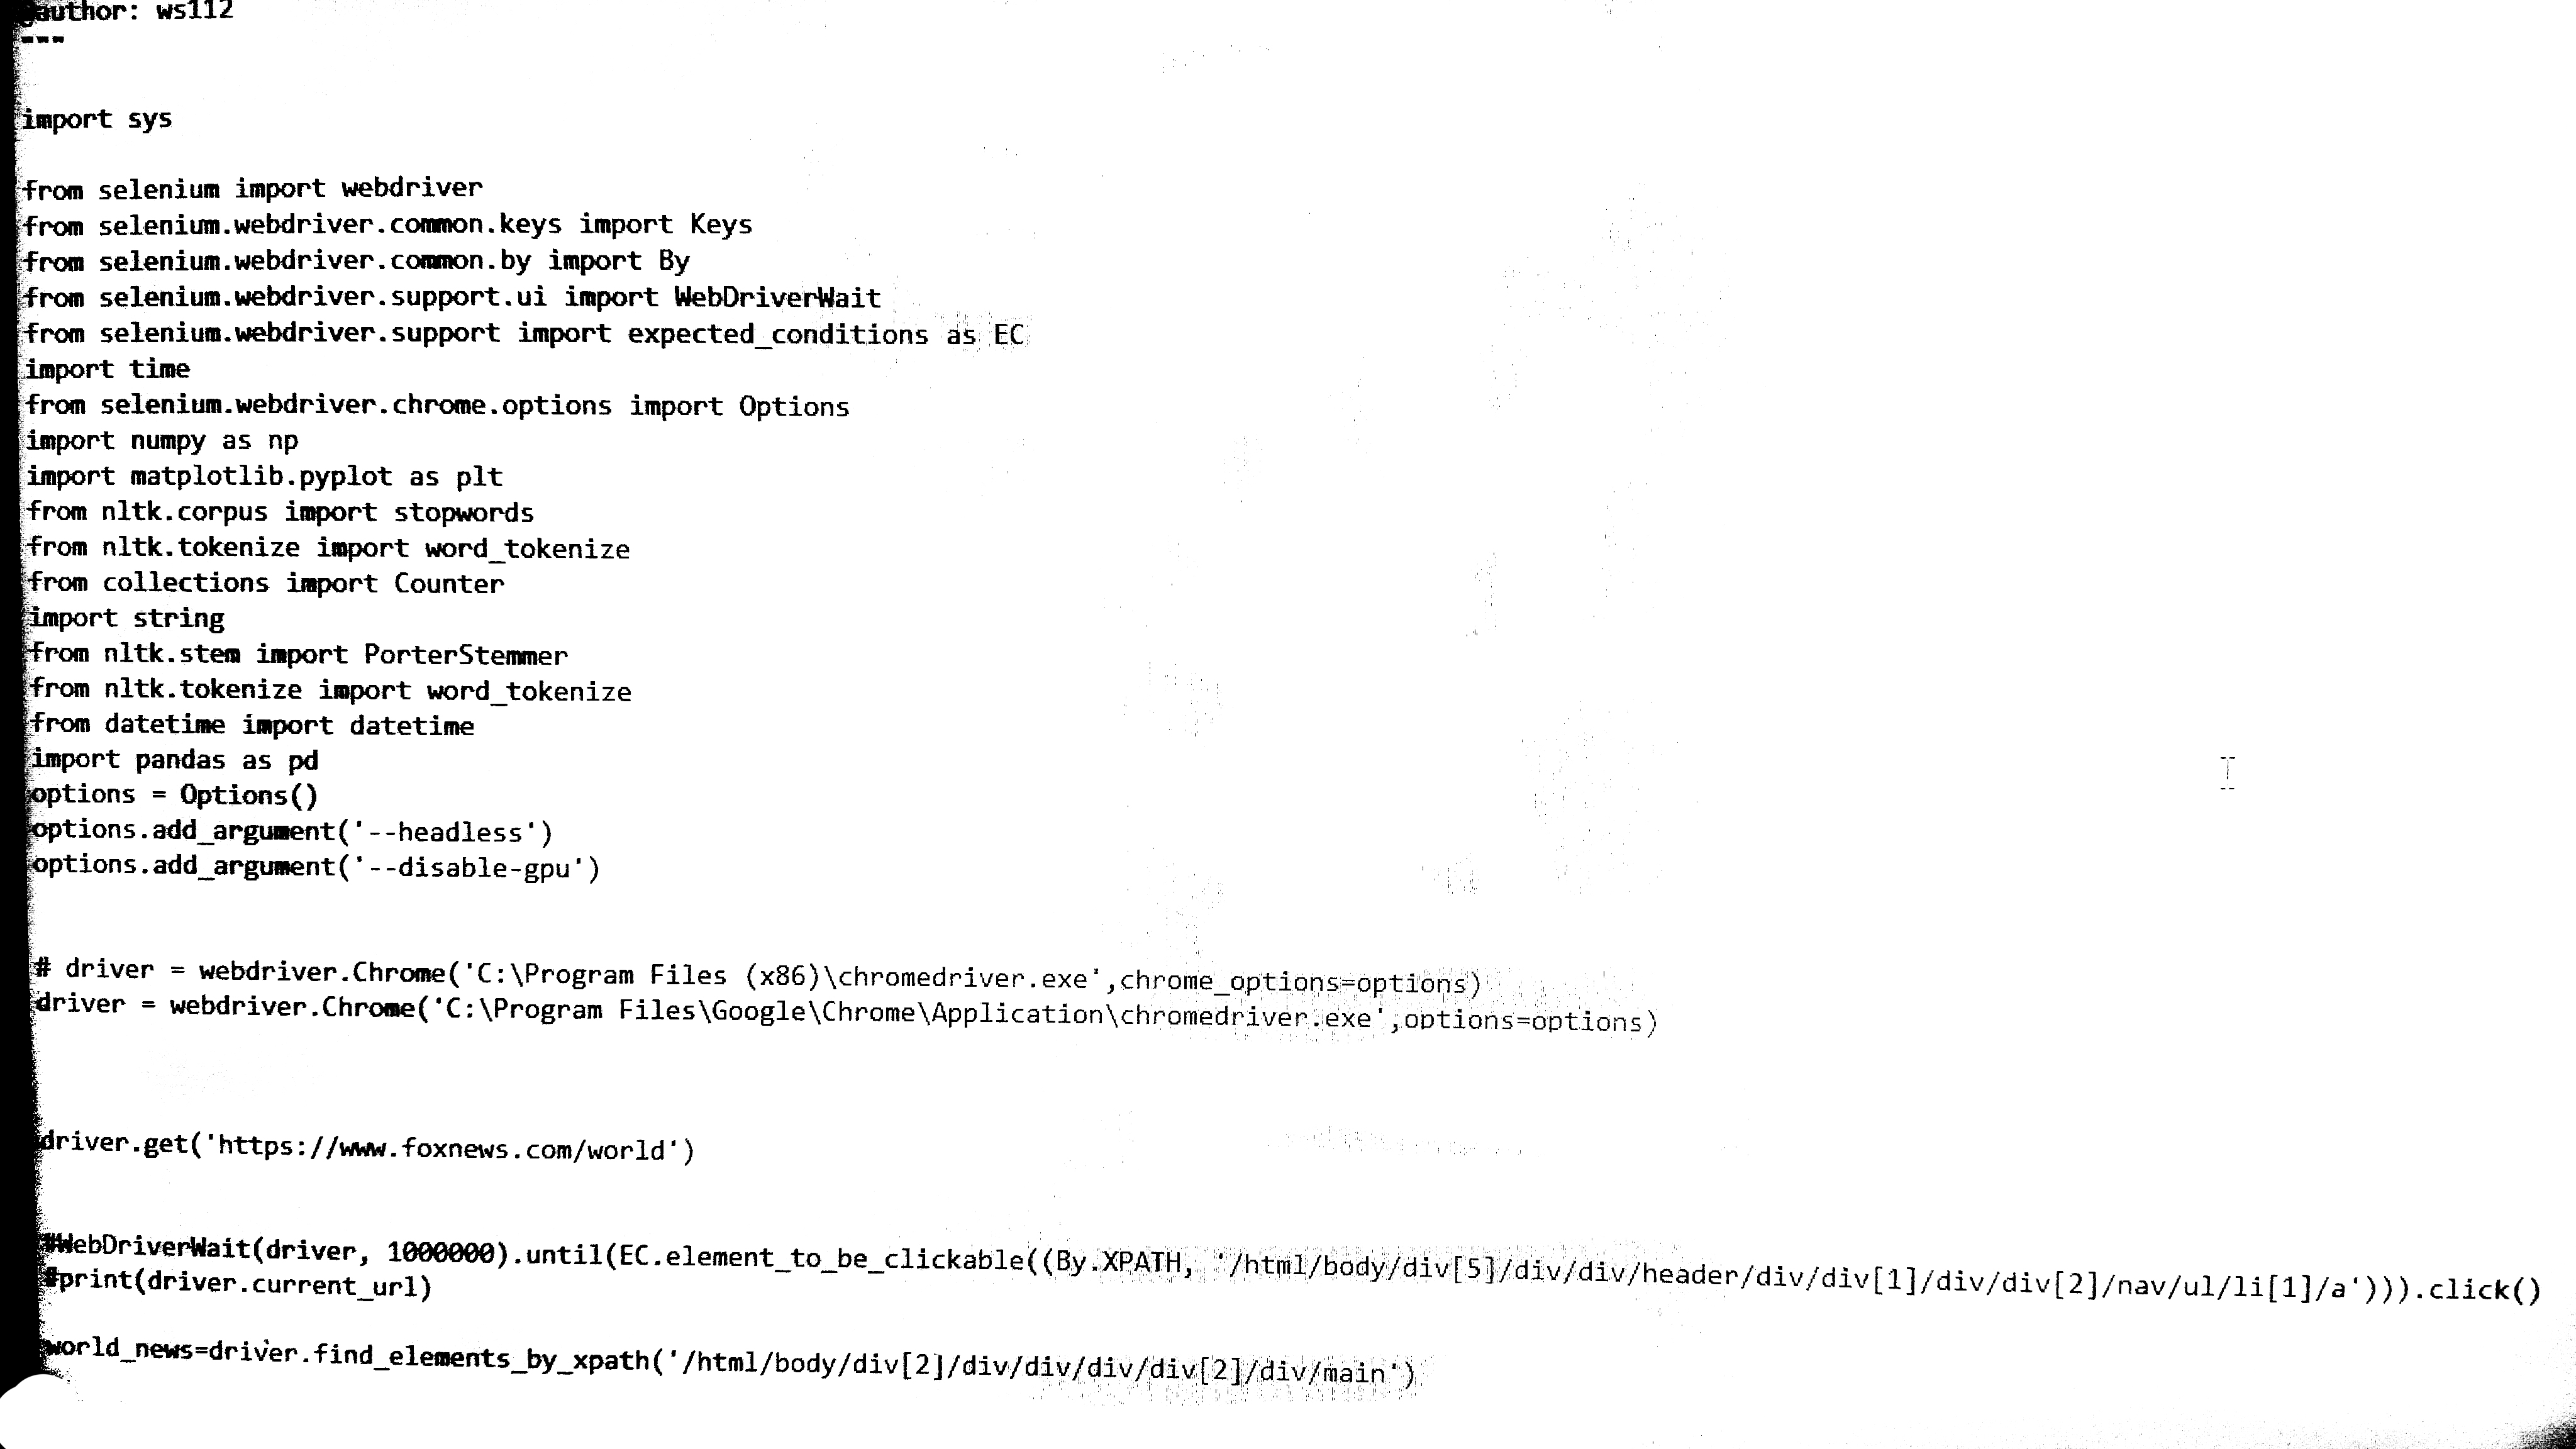 @author: ws112
"""
import sys
from selenium import webdriver
from selenium.webdriver.common.keys import Keys
from selenium.webdriver.common.by import By
from selenium.webdriver.support.ui import WebDriverWait
from selenium.webdriver.support import expected_conditions as EC
import time
from selenium.webdriver.chrome.options import Options
import numpy as np
import matplotlib.pyplot as plt
from nltk.corpus import stopwords
from nltk.tokenize import word_tokenize
from collections import Counter
import string
from nltk.stem import PorterStemmer
from nltk.tokenize import word_tokenize
from datetime import datetime
import pandas as pd
options = Options()
options.add_argument('--headless')
options.add_argument('--disable-gpu')
# driver = webdriver.Chrome('C:\Program Files (x86)\chromedriver.exe',chrome_options=options)
driver = webdriver.Chrome('C:\Program Files\Google\Chrome\Application\chromedriver.exe',options=options)
driver.get('https://www.foxnews.com/world')
#WebDriverWait(driver, 1000000).until(EC.element_to_be_clickable((By.XPATH, '/html/body/div[5]/div/div/header/div/div[1]/div/div[2]/nav/ul/li[1]/a'))).click()
#print(driver.current_url)
world_news=driver.find_elements_by_xpath('/html/body/div[2]/div/div/div/div[2]/div/main')